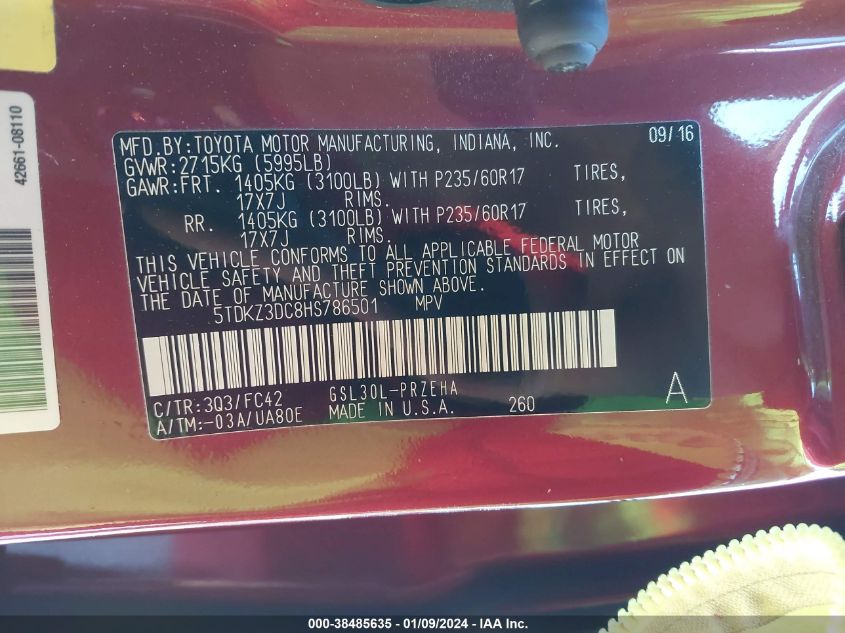 42661-08110
MFD.BY:TOYOTA MOTOR MANUFACTURING, INDIANA, INC. 09/16
GVWR:2715KG (5995LB)
GAWR:FRT. 1405KG (3100LB) WITH P235/60R17 TIRES,
17X7J RIMS.
RR. 1405KG (3100LB) WITH P235/60R17 TIRES,
17X7J RIMS.
THIS VEHICLE CONFORMS TO ALL APPLICABLE FEDERAL MOTOR
VEHICLE SAFETY AND THEFT PREVENTION STANDARDS IN EFFECT ON
THE DATE OF MANUFACTURE SHOWN ABOVE.
5TDKZ3DC8HS786501 MPV
C/TR:3Q3/FC42 GSL30L-PRZEHA
A/TM:-03A/UA80E MADE IN U.S.A. 260 A
000-38485635 - 01/09/2024 - IAA Inc.